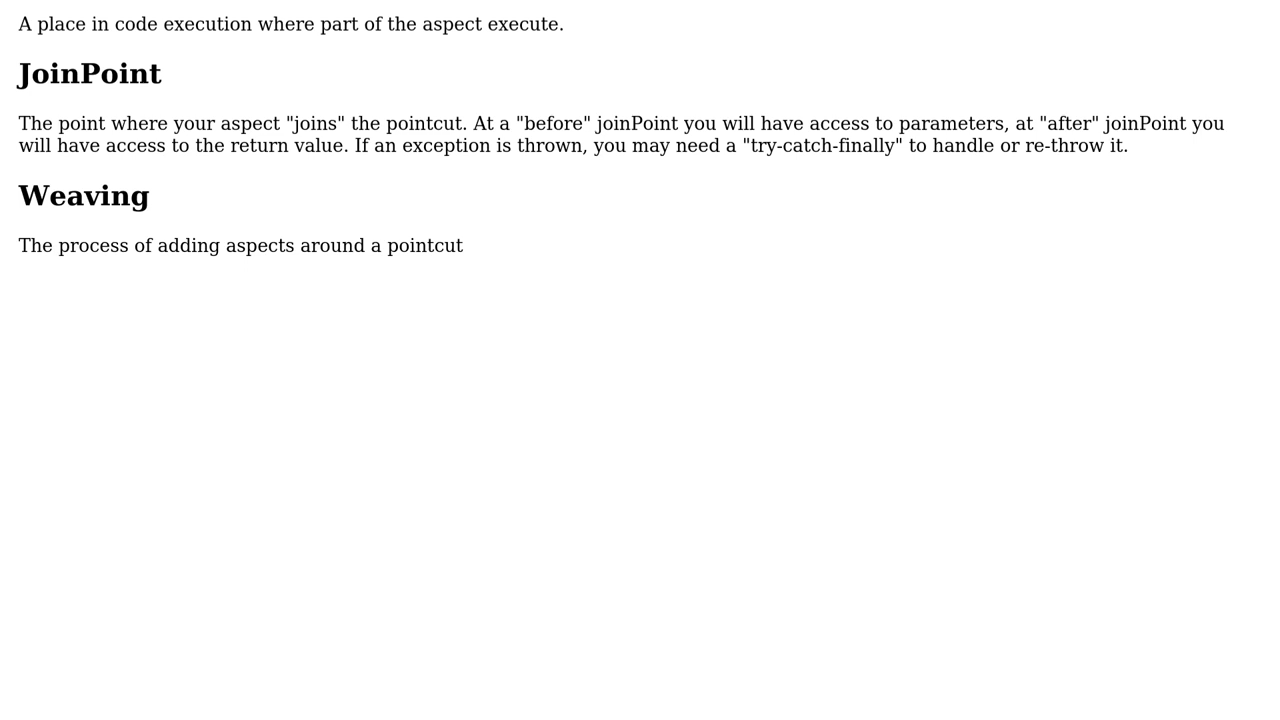 A place in code execution where part of the aspect execute.
JoinPoint
The point where your aspect "joins" the pointcut. At a "before" joinPoint you will have access to parameters, at "after" joinPoint you
will have access to the return value. If an exception is thrown, you may need a "try-catch-finally" to handle or re-throw it.
Weaving
The process of adding aspects around a pointcut